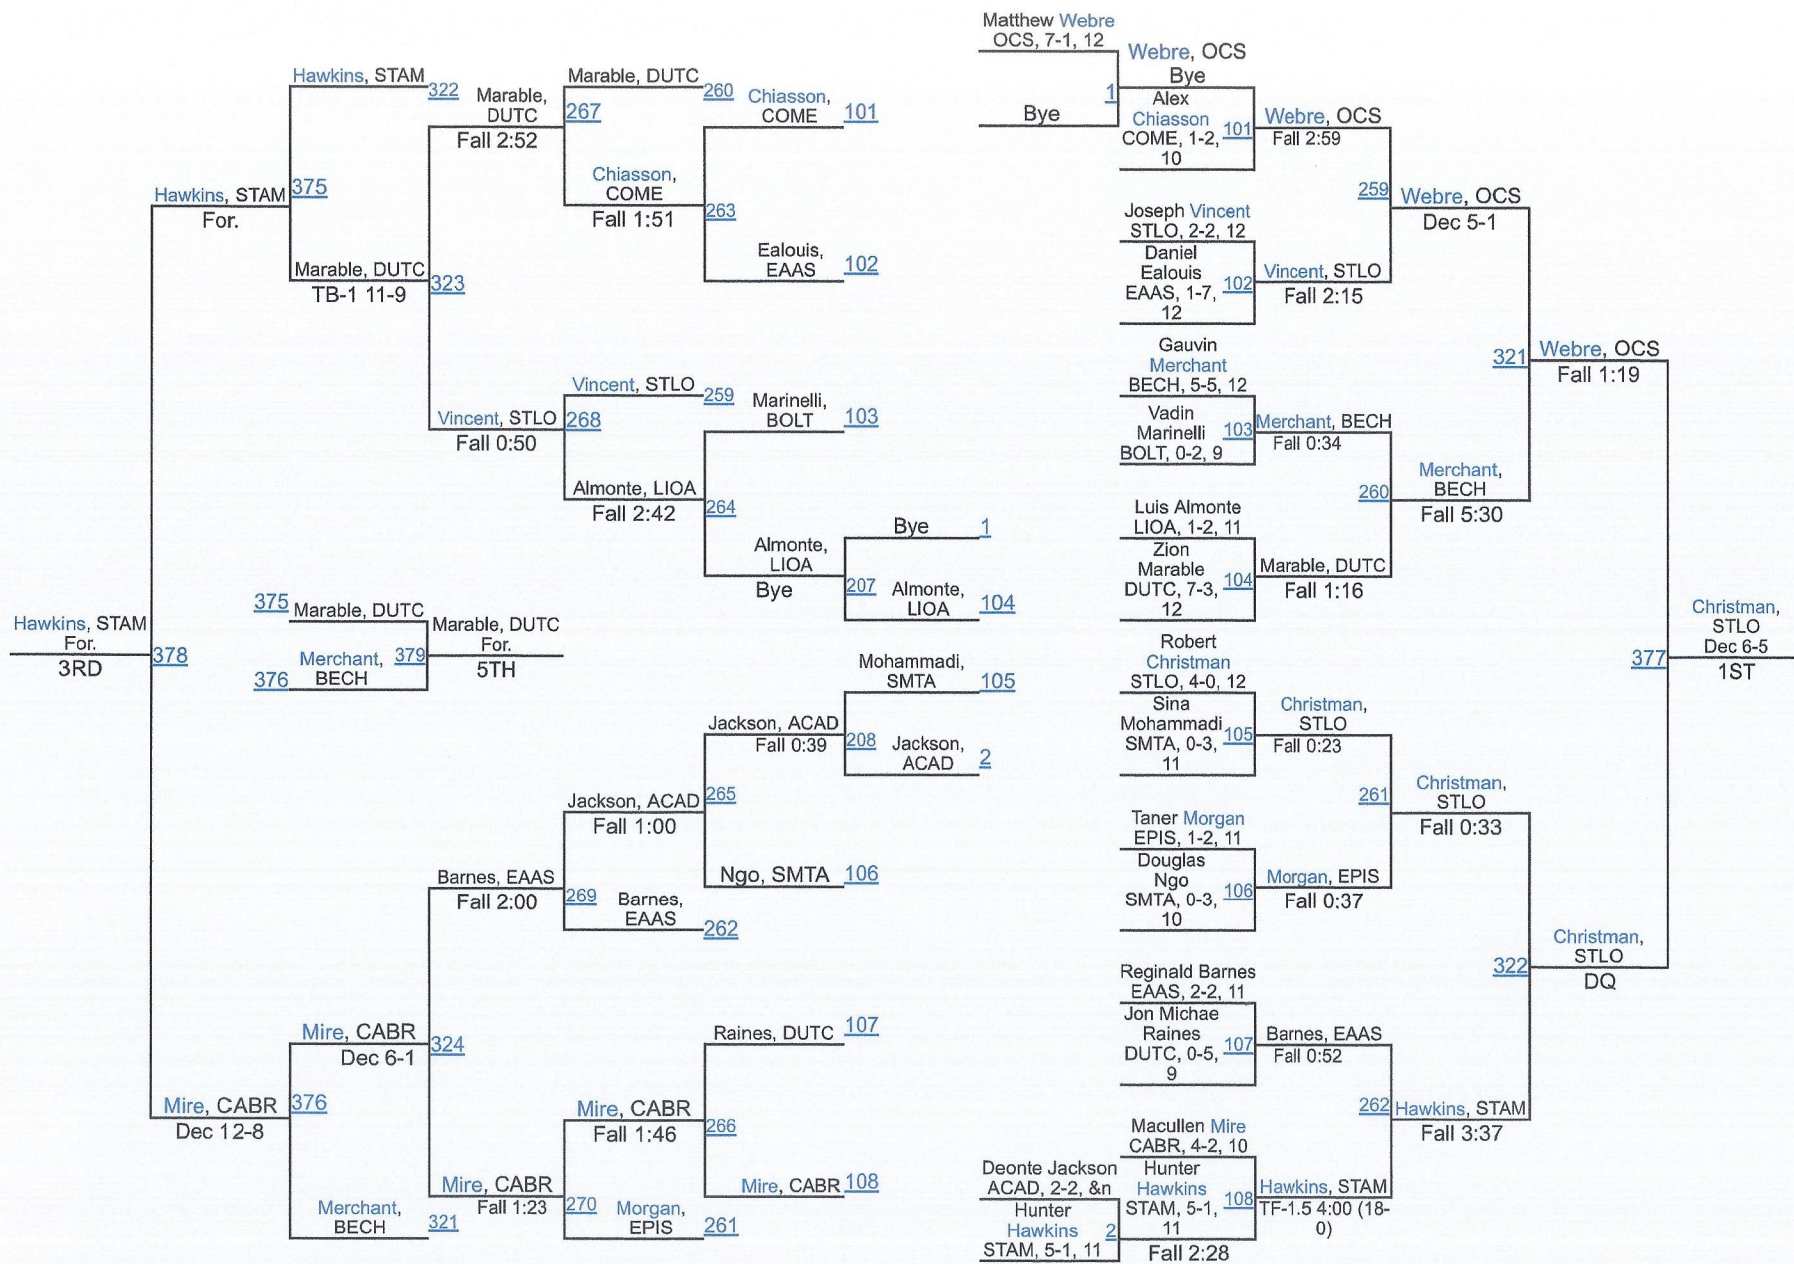 Hawkins, STAM
322
Marable,
DUTC
Fall 2:52
Marable, DUTC
260
267
Chiasson,
COME
101
Chiasson,
COME
Fall 1:51
263
Ealouis,
EAAS
102
Hawkins, STAM
For.
375
Marable, DUTC
TB-1 11-9
323
Vincent, STLO
Fall 0:50
Vincent, STLO
259
268
Marinelli,
BOLT
103
Almonte, LIOA
Fall 2:42
264
Almonte,
LIOA
Bye
Bye
1
207
Almonte,
LIOA
104
Hawkins, STAM
For.
3RD
378
375
Marable, DUTC
376
Merchant,
BECH
379
Marable, DUTC
For.
5TH
Mohammadi,
SMTA
105
Jackson, ACAD
Fall 0:39
208
Jackson,
ACAD
2
Jackson, ACAD
Fall 1:00
265
Ngo, SMTA
106
Barnes, EAAS
Fall 2:00
269
Barnes,
EAAS
262
Mire, CABR
Dec 6-1
324
Mire, CABR
Dec 12-8
376
Raines, DUTC
107
Mire, CABR
Fall 1:46
266
Mire, CABR
108
Mire, CABR
Fall 1:23
270
Morgan,
EPIS
261
Merchant,
BECH
321
Matthew Webre
OCS, 7-1, 12
Bye
1
Webre, OCS
Bye
Alex
Chiasson
COME, 1-2,
10
101
Webre, OCS
Fall 2:59
Joseph Vincent
STLO, 2-2, 12
Daniel
Ealouis
EAAS, 1-7,
12
102
Vincent, STLO
Fall 2:15
259
Webre, OCS
Dec 5-1
Gauvin
Merchant
BECH, 5-5, 12
Vadin
Marinelli
BOLT, 0-2, 9
103
Merchant, BECH
Fall 0:34
Luis Almonte
LIOA, 1-2, 11
Zion
Marable
DUTC, 7-3,
12
104
Marable, DUTC
Fall 1:16
260
Merchant,
BECH
Fall 5:30
321
Webre, OCS
Fall 1:19
Robert
Christman
STLO, 4-0, 12
Sina
Mohammadi
SMTA, 0-3,
11
105
Christman,
STLO
Fall 0:23
Taner Morgan
EPIS, 1-2, 11
Douglas
Ngo
SMTA, 0-3,
10
106
Morgan, EPIS
Fall 0:37
261
Christman,
STLO
Fall 0:33
Reginald Barnes
EAAS, 2-2, 11
Jon Michae
Raines
DUTC, 0-5,
9
107
Barnes, EAAS
Fall 0:52
Macullen Mire
CABR, 4-2, 10
Deonte Jackson
ACAD, 2-2, &n
Hunter
Hawkins
STAM, 5-1, 11
2
Hunter
Hawkins
STAM, 5-1,
11
Fall 2:28
108
Hawkins, STAM
TF-1.5 4:00 (18-
0)
262
Hawkins, STAM
Fall 3:37
322
Christman,
STLO
DQ
377
Christman,
STLO
Dec 6-5
1ST